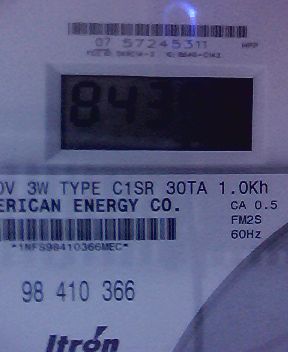 07 57245311
843
0V 3W TYPE C1SR 30TA 1.0Kh
ERICAN ENERGY CO. CA 0.5
FM2S
60Hz
*1NFS98410366MEC*
98 410 366
Itrón